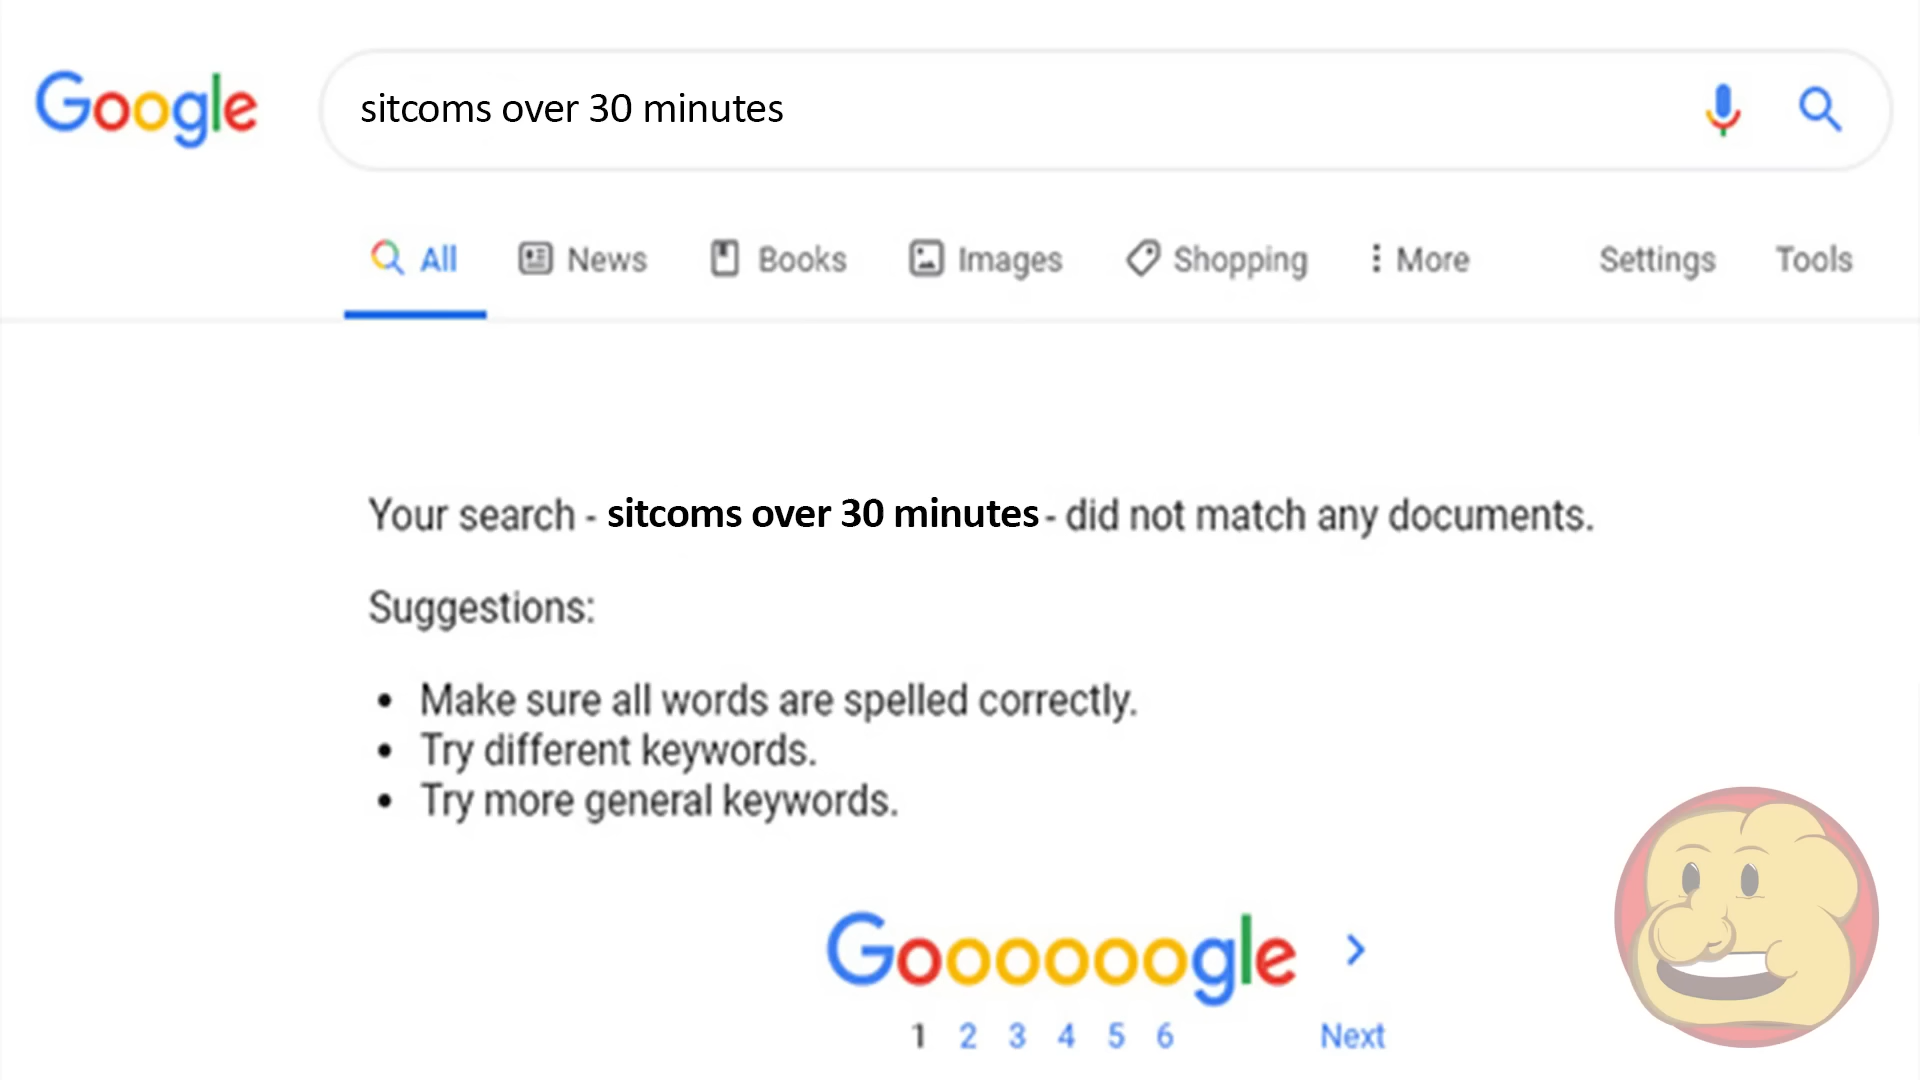 Google
sitcoms over 30 minutes
All News Books Images Shopping More Settings Tools
Your search - sitcoms over 30 minutes - did not match any documents.
Suggestions:
• Make sure all words are spelled correctly.
• Try different keywords.
• Try more general keywords.
Goooooogle >
1 2 3 4 5 6 Next